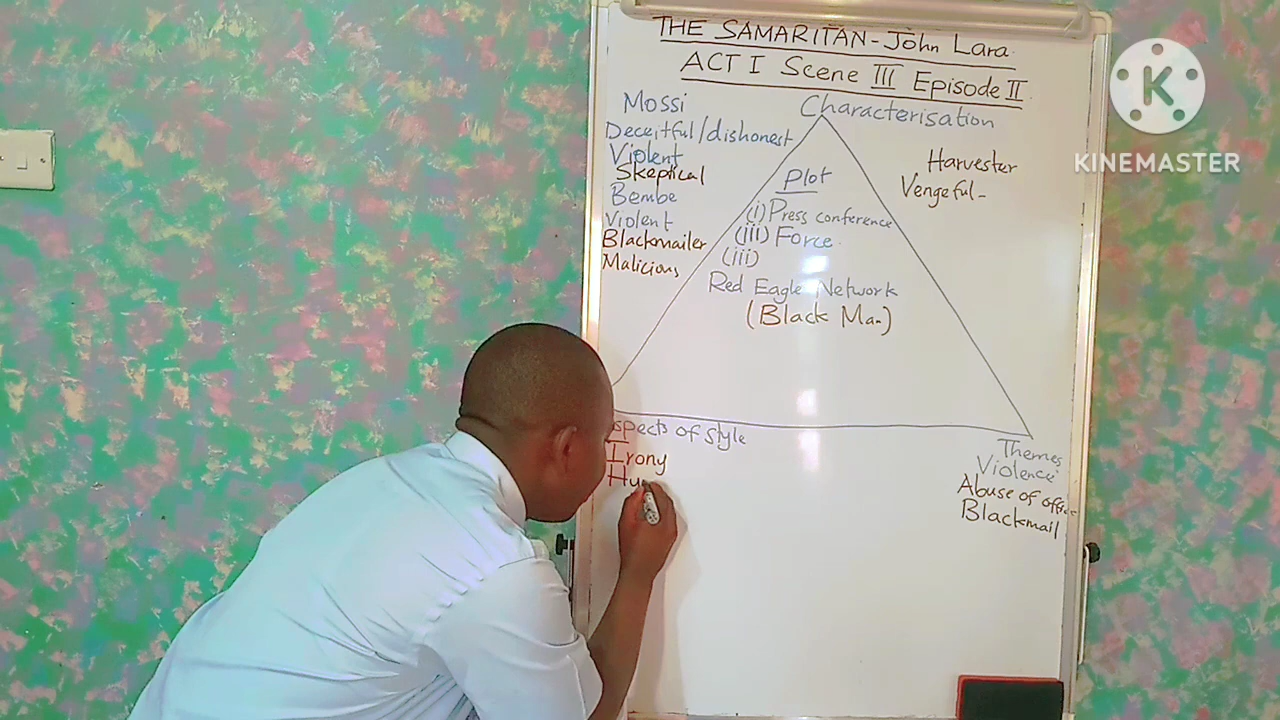 THE SAMARITAN - John Lara.
ACT I Scene III Episode II
Characterisation
Mossi
Deceitful/dishonest
Violent
Skeptical
Bembe
Violent
Blackmailer
Malicious
Harvester
Vengeful -
Plot
(i) Press conference
(iii) Force.
(iii)
Red Eagle Network
(Black Ma..)
spects of style
Irony
Hu
Themes
Violence
Abuse of office
Blackmail
K
KINEMASTER